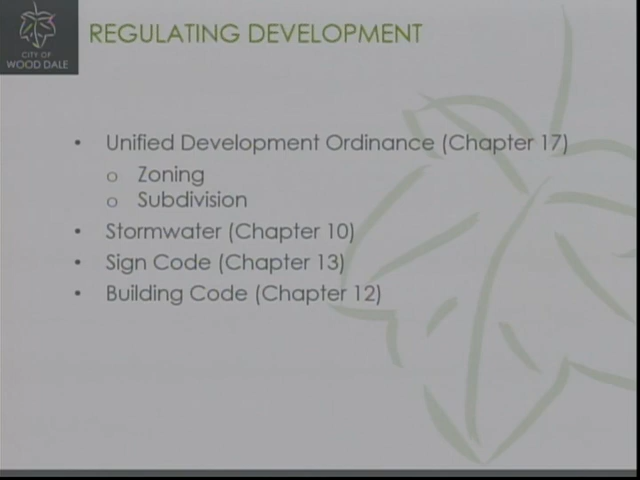 CITY OF
WOOD DALE
REGULATING DEVELOPMENT
• Unified Development Ordinance (Chapter 17)
o Zoning
o Subdivision
• Stormwater (Chapter 10)
• Sign Code (Chapter 13)
• Building Code (Chapter 12)